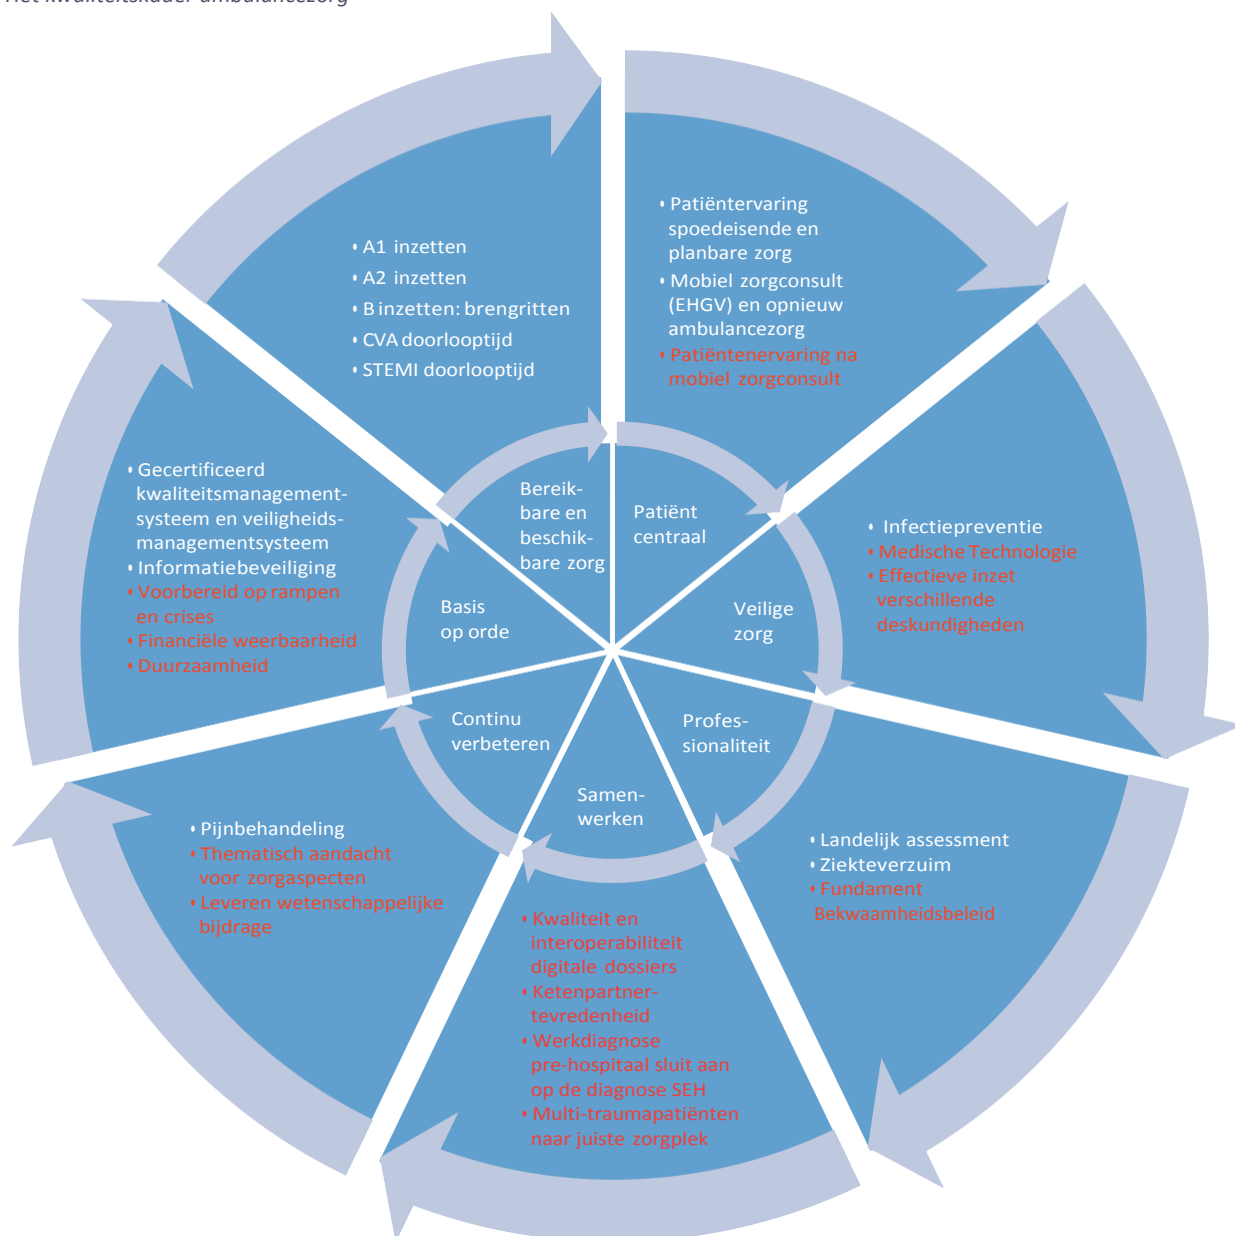 Het kwaliteitskader ambulancezorg
• A1 inzetten
• A2 inzetten
• B inzetten: brengritten
• CVA doorlooptijd
• STEMI doorlooptijd
• Patiëntervaring
spoedeisende en
planbare zorg
• Mobiel zorgconsult
(EHGV) en opnieuw
ambulancezorg
• Patiëntenervaring na
mobiel zorgconsult
• Infectiepreventie
• Medische Technologie
• Effectieve inzet
verschillende
deskundigheden
• Landelijk assessment
• Ziekteverzuim
• Fundament
Bekwaamheidsbeleid
• Kwaliteit en
interoperabiliteit
digitale dossiers
• Ketenpartner-
tevredenheid
• Werkdiagnose
pre-hospitaal sluit aan
op de diagnose SEH
• Multi-traumapatiënten
naar juiste zorgplek
• Pijnbehandeling
• Thematisch aandacht
voor zorgaspecten
• Leveren wetenschappelijke
bijdrage
• Gecertificeerd
kwaliteitsmanagement-
systeem en veiligheids-
managementsysteem
• Informatiebeveiliging
• Voorbereid op rampen
en crises
• Financiële weerbaarheid
• Duurzaamheid
Bereik-
bare en
beschik-
bare zorg
Patiënt
centraal
Veilige
zorg
Profes-
sionaliteit
Samen-
werken
Continu
verbeteren
Basis
op orde